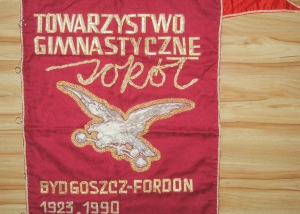 TOWARZYSTWO
GIMNASTYCZNE
Sokół
BYDGOSZCZ-FORDON
1923, 1990